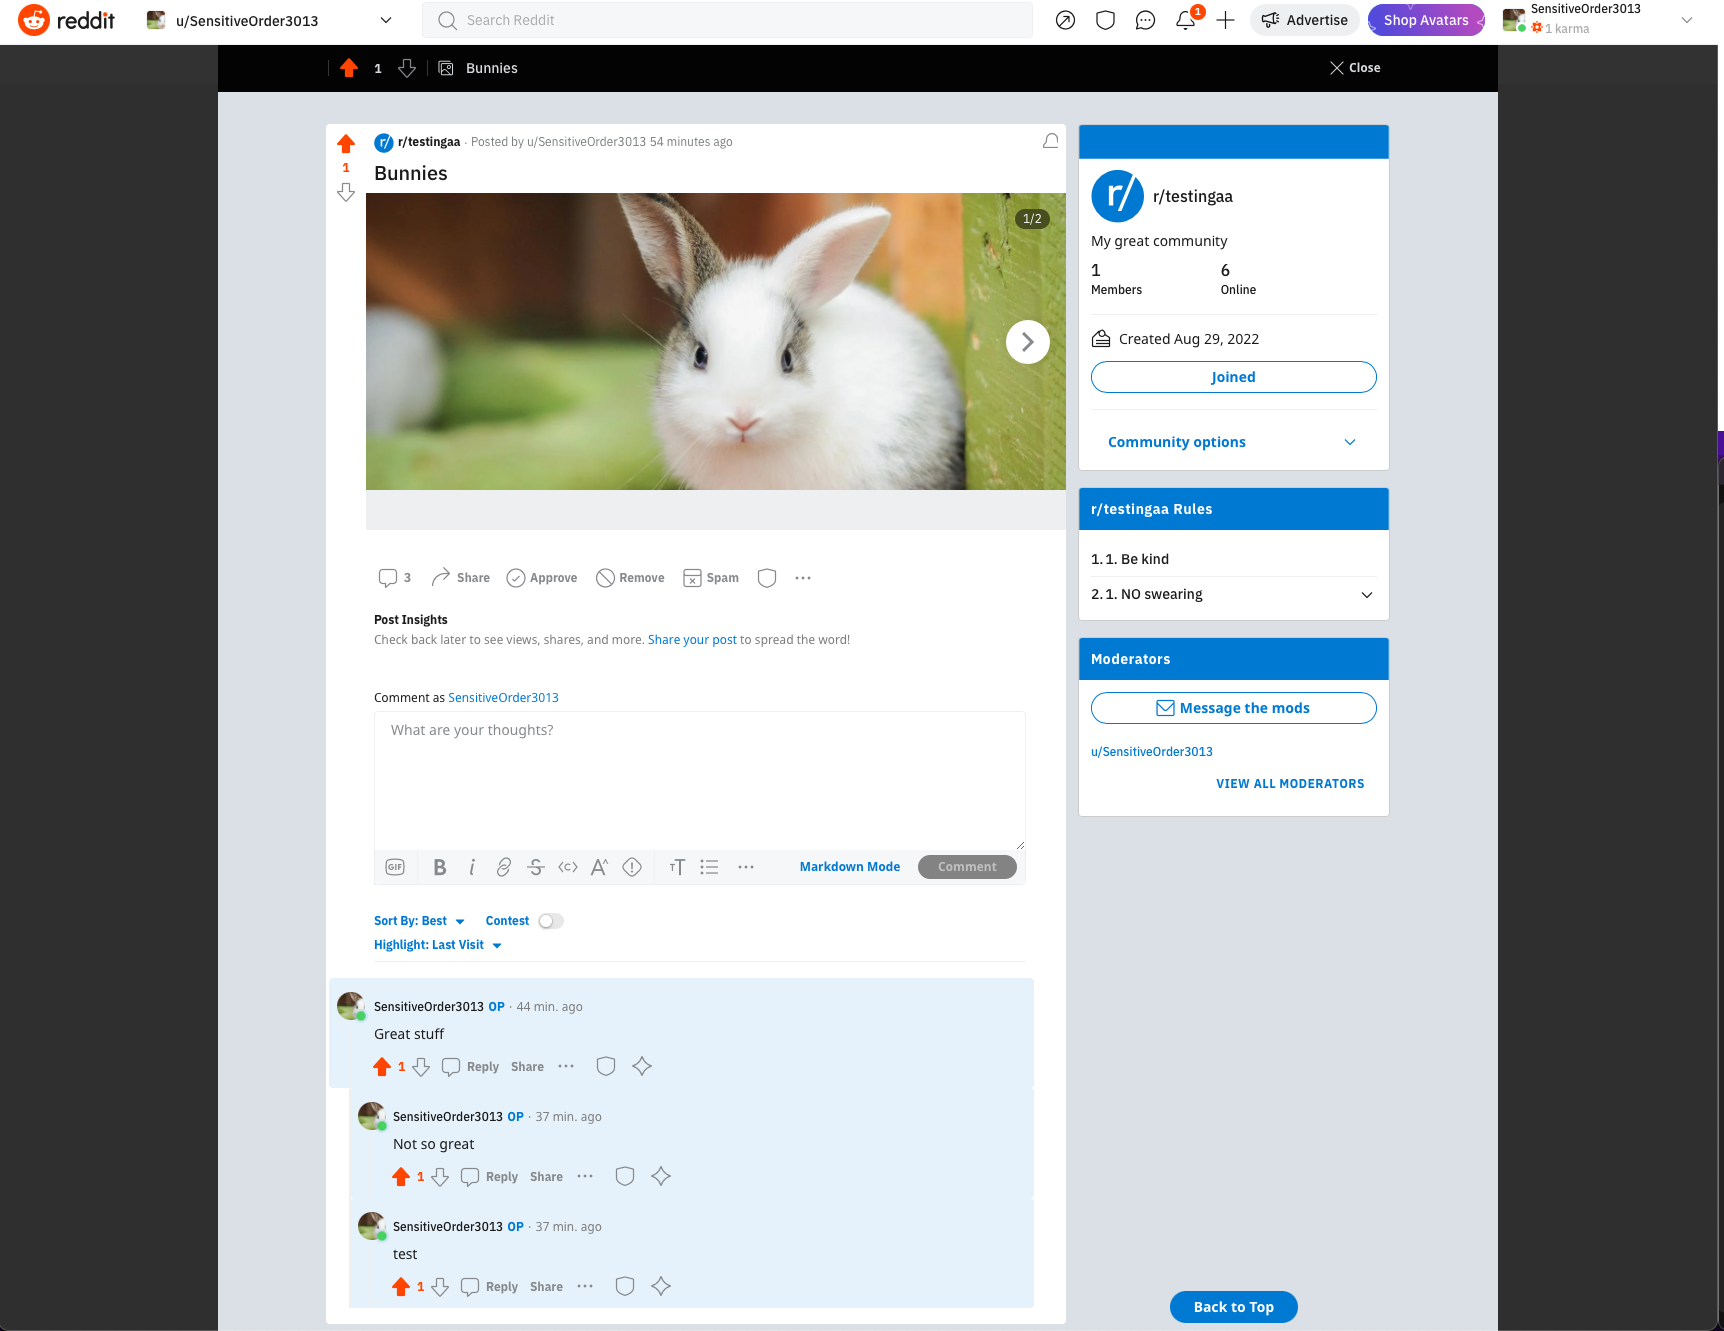 reddit
u/SensitiveOrder3013
Search Reddit
1
Advertise
Shop Avatars
SensitiveOrder3013
1 karma
1
Bunnies
Close
r/testingaa · Posted by u/SensitiveOrder3013 54 minutes ago
1
Bunnies
1/2
3
Share
Approve
Remove
Spam
Post Insights
Check back later to see views, shares, and more. Share your post to spread the word!
Comment as SensitiveOrder3013
What are your thoughts?
GIF
B
i
S
<c>
A^
TT
Markdown Mode
Comment
Sort By: Best
Contest
Highlight: Last Visit
SensitiveOrder3013 OP · 44 min. ago
Great stuff
1
Reply
Share
SensitiveOrder3013 OP · 37 min. ago
Not so great
1
Reply
Share
SensitiveOrder3013 OP · 37 min. ago
test
1
Reply
Share
r/
r/testingaa
My great community
1
Members
6
Online
Created Aug 29, 2022
Joined
Community options
r/testingaa Rules
1. 1. Be kind
2. 1. NO swearing
Moderators
Message the mods
u/SensitiveOrder3013
VIEW ALL MODERATORS
Back to Top